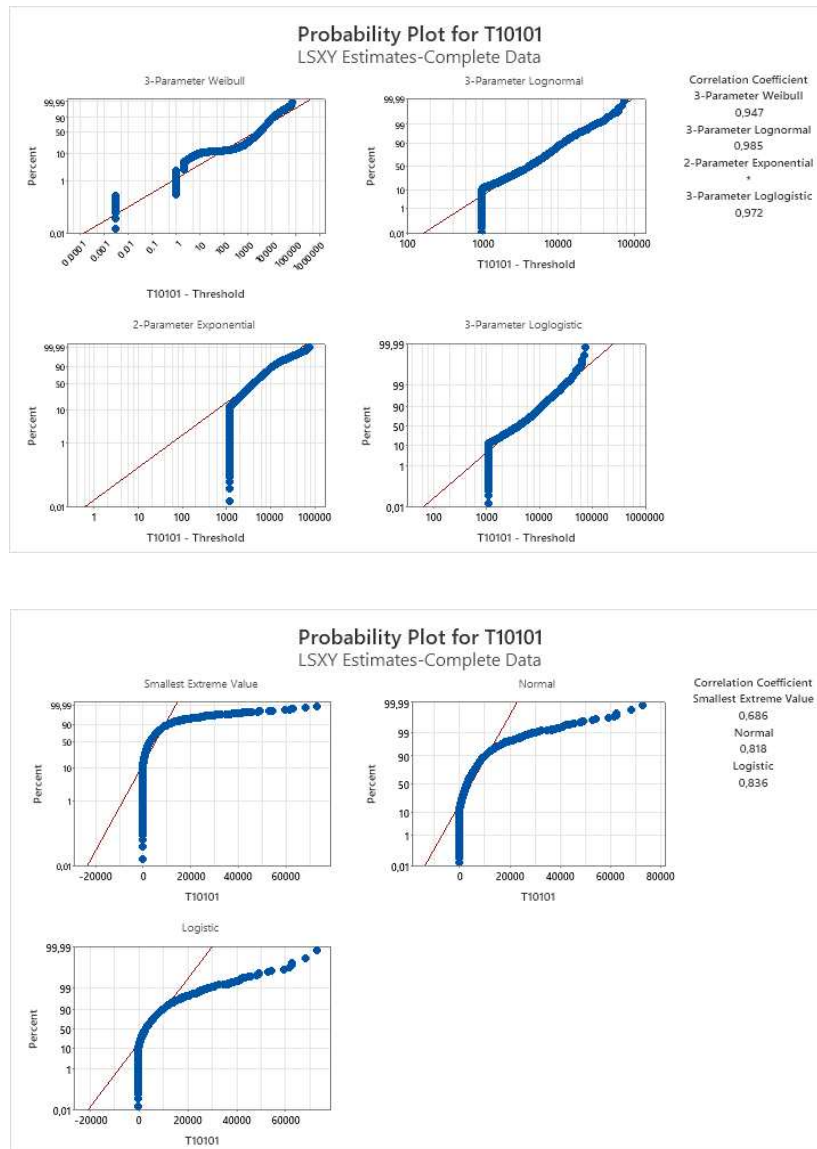 Probability Plot for T10101
LSXY Estimates-Complete Data
3-Parameter Weibull
99,99
90
50
10
1
0,01
Percent
0,0001
0,001
0,01
0,1
1
10
100
1000
10000
100000
1000000
T10101 - Threshold
3-Parameter Lognormal
99,99
99
90
50
10
1
0,01
Percent
100 1000 10000 100000
T10101 - Threshold
Correlation Coefficient
3-Parameter Weibull
0,947
3-Parameter Lognormal
0,985
2-Parameter Exponential
*
3-Parameter Loglogistic
0,972
2-Parameter Exponential
99,99
90
50
10
1
0,01
Percent
1 10 100 1000 10000 100000
T10101 - Threshold
3-Parameter Loglogistic
99,99
99
90
50
10
1
0,01
Percent
100 1000 10000 100000 1000000
T10101 - Threshold
Probability Plot for T10101
LSXY Estimates-Complete Data
Smallest Extreme Value
99,99
90
50
10
1
0,01
Percent
-20000 0 20000 40000 60000
T10101
Normal
99,99
99
90
50
10
1
0,01
Percent
0 20000 40000 60000 80000
T10101
Correlation Coefficient
Smallest Extreme Value
0,686
Normal
0,818
Logistic
0,836
Logistic
99,99
99
90
50
10
1
0,01
Percent
-20000 0 20000 40000 60000
T10101